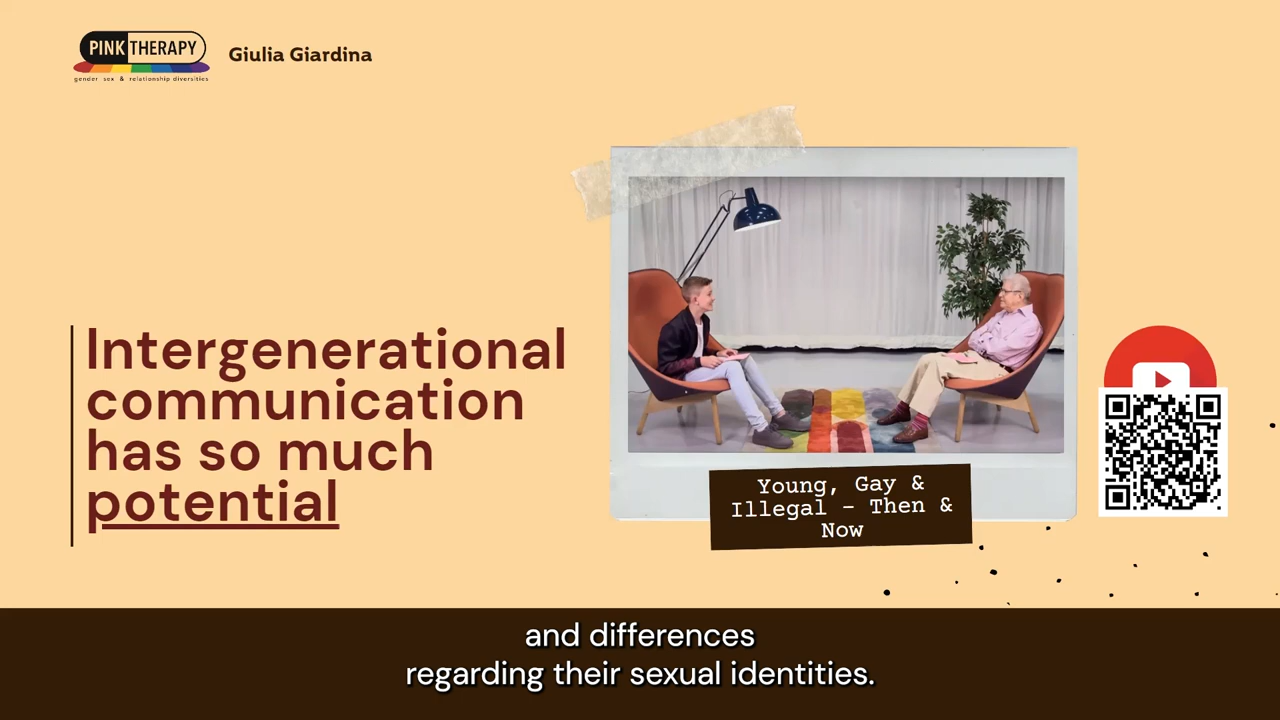 PINK THERAPY
gender sex & relationship diversities
Giulia Giardina
Intergenerational
communication
has so much
potential
Young, Gay &
Illegal – Then &
Now
and differences
regarding their sexual identities.